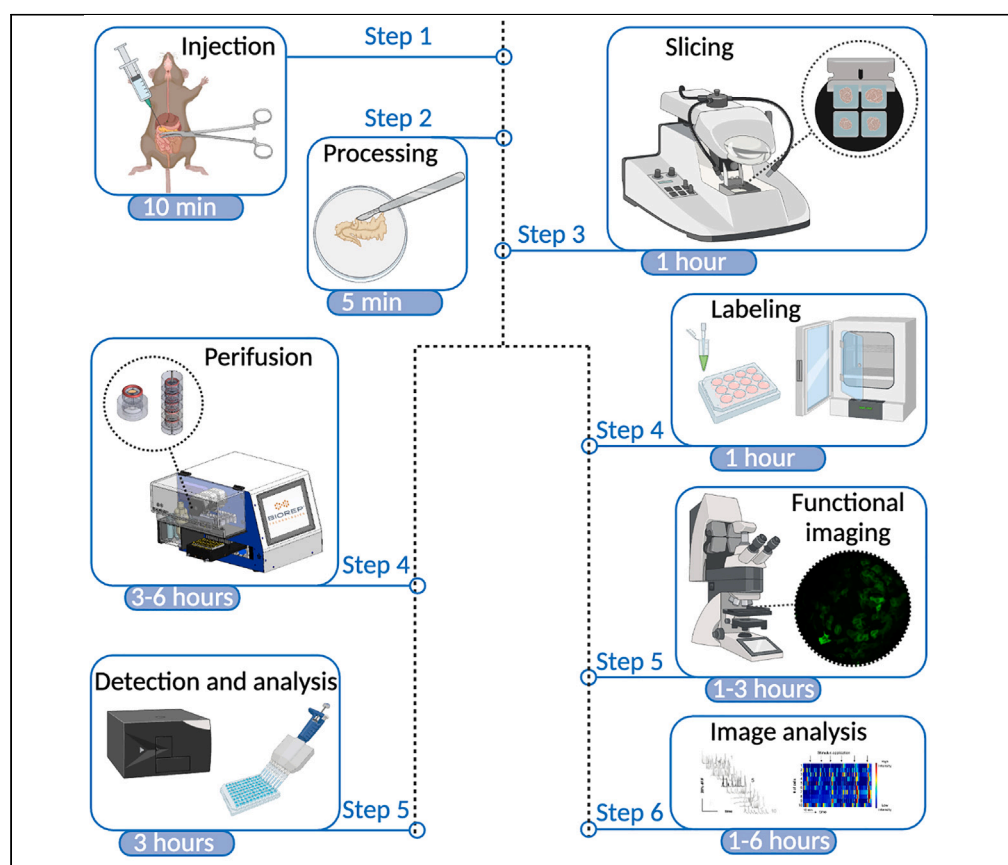 Injection
Step 1
10 min
Step 2
Processing
5 min
Slicing
Step 3
1 hour
Perifusion
BIOREP
Step 4
3-6 hours
Detection and analysis
Step 5
3 hours
Labeling
Step 4
1 hour
Functional
imaging
Step 5
1-3 hours
Image analysis
Step 6
1-6 hours